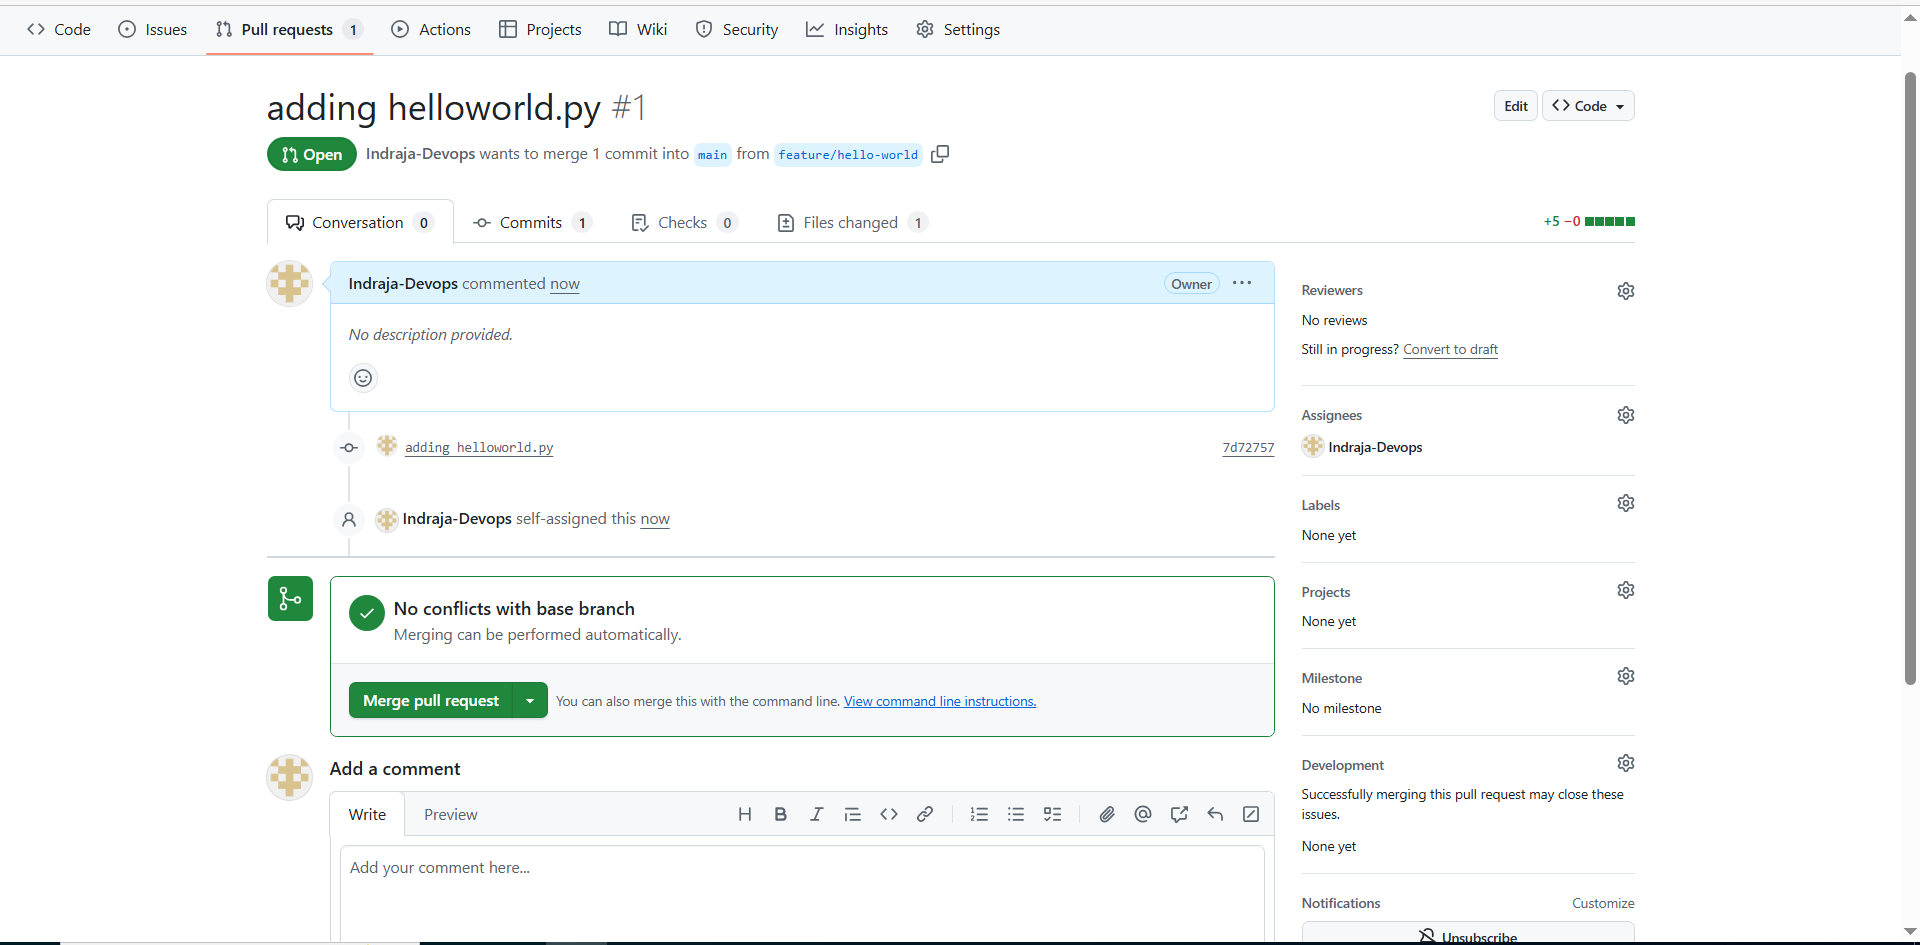 Code Issues Pull requests 1 Actions Projects Wiki Security Insights Settings
adding helloworld.py #1
Edit Code
Open Indraja-Devops wants to merge 1 commit into main from feature/hello-world
Conversation 0 Commits 1 Checks 0 Files changed 1
+5 −0
Indraja-Devops commented now Owner
No description provided.
adding helloworld.py 7d72757
Indraja-Devops self-assigned this now
No conflicts with base branch
Merging can be performed automatically.
Merge pull request You can also merge this with the command line. View command line instructions.
Add a comment
Write Preview
Add your comment here...
Reviewers
No reviews
Still in progress? Convert to draft
Assignees
Indraja-Devops
Labels
None yet
Projects
None yet
Milestone
No milestone
Development
Successfully merging this pull request may close these
issues.
None yet
Notifications Customize
Unsubscribe